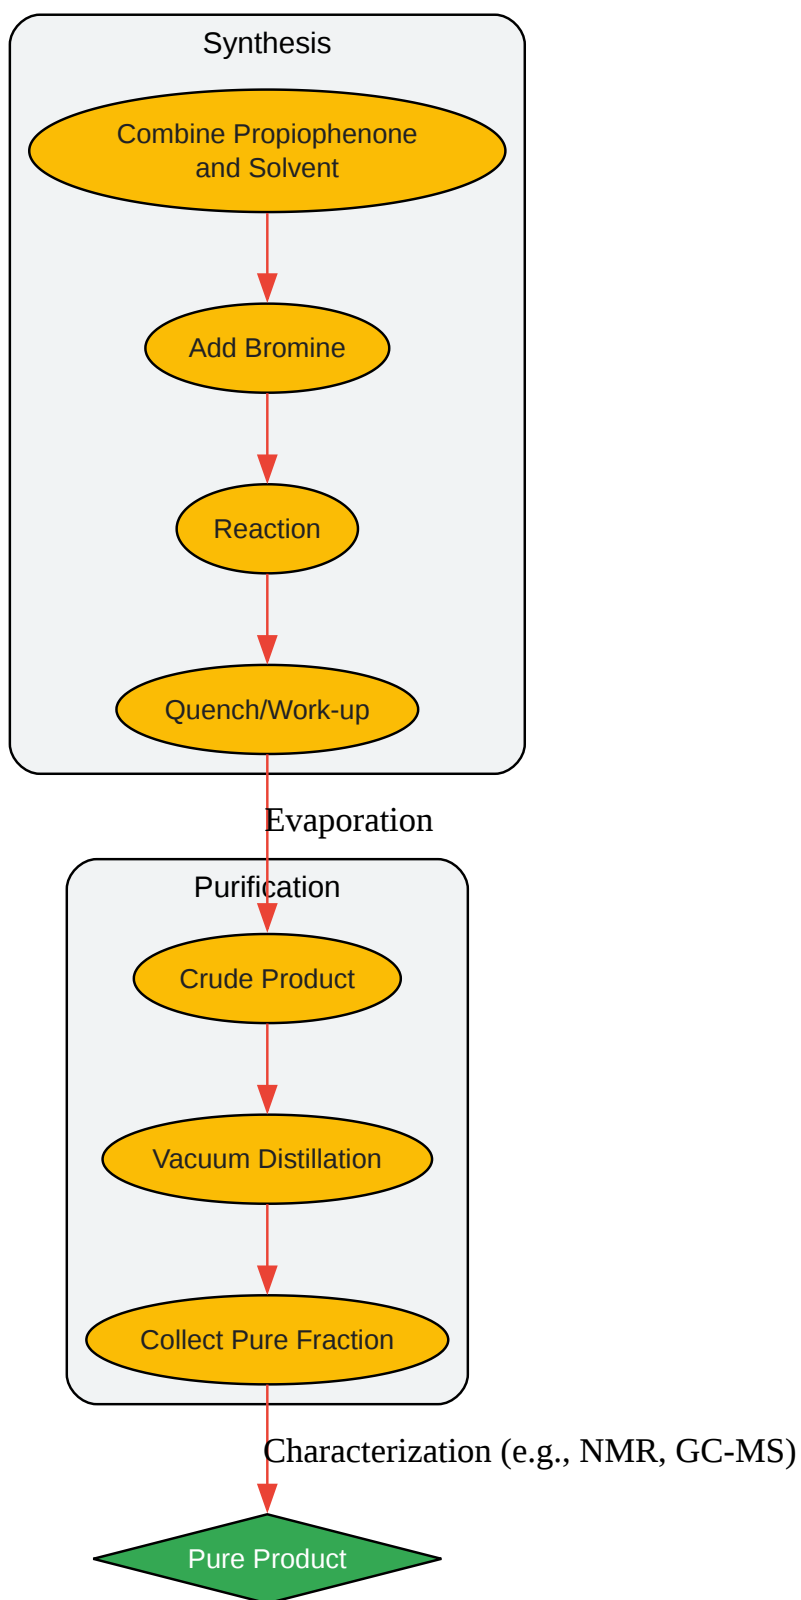 Synthesis
Combine Propiophenone
and Solvent
Add Bromine
Reaction
Quench/Work-up
Evaporation
Purification
Crude Product
Vacuum Distillation
Collect Pure Fraction
Characterization (e.g., NMR, GC-MS)
Pure Product